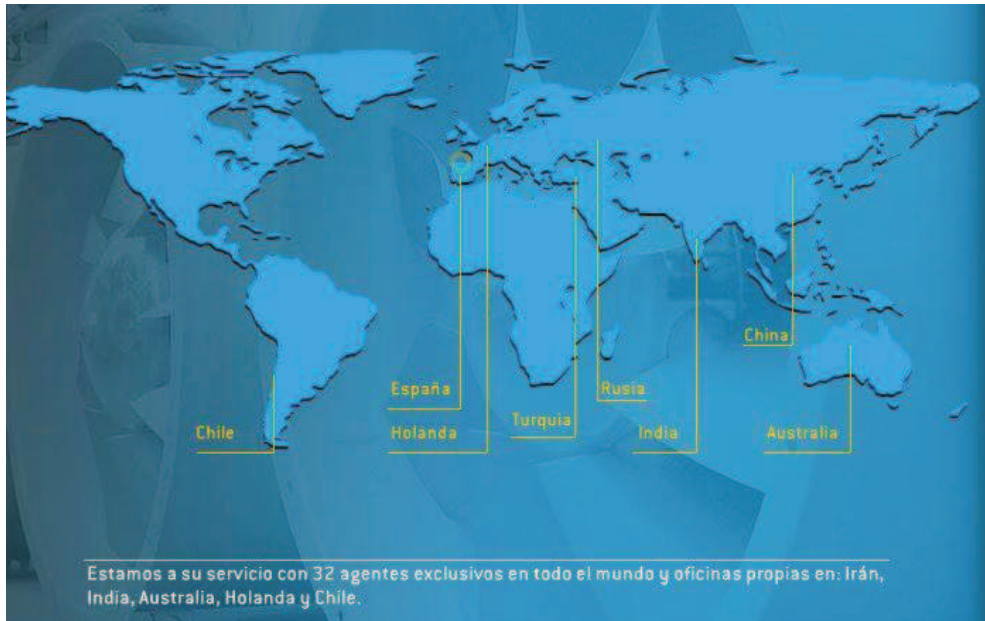 China
España
Rusia
Turquia
Chile
Holanda
India
Australia
Estamos a su servicio con 32 agentes exclusivos en todo el mundo y oficinas propias en: Irán,
India, Australia, Holanda y Chile.